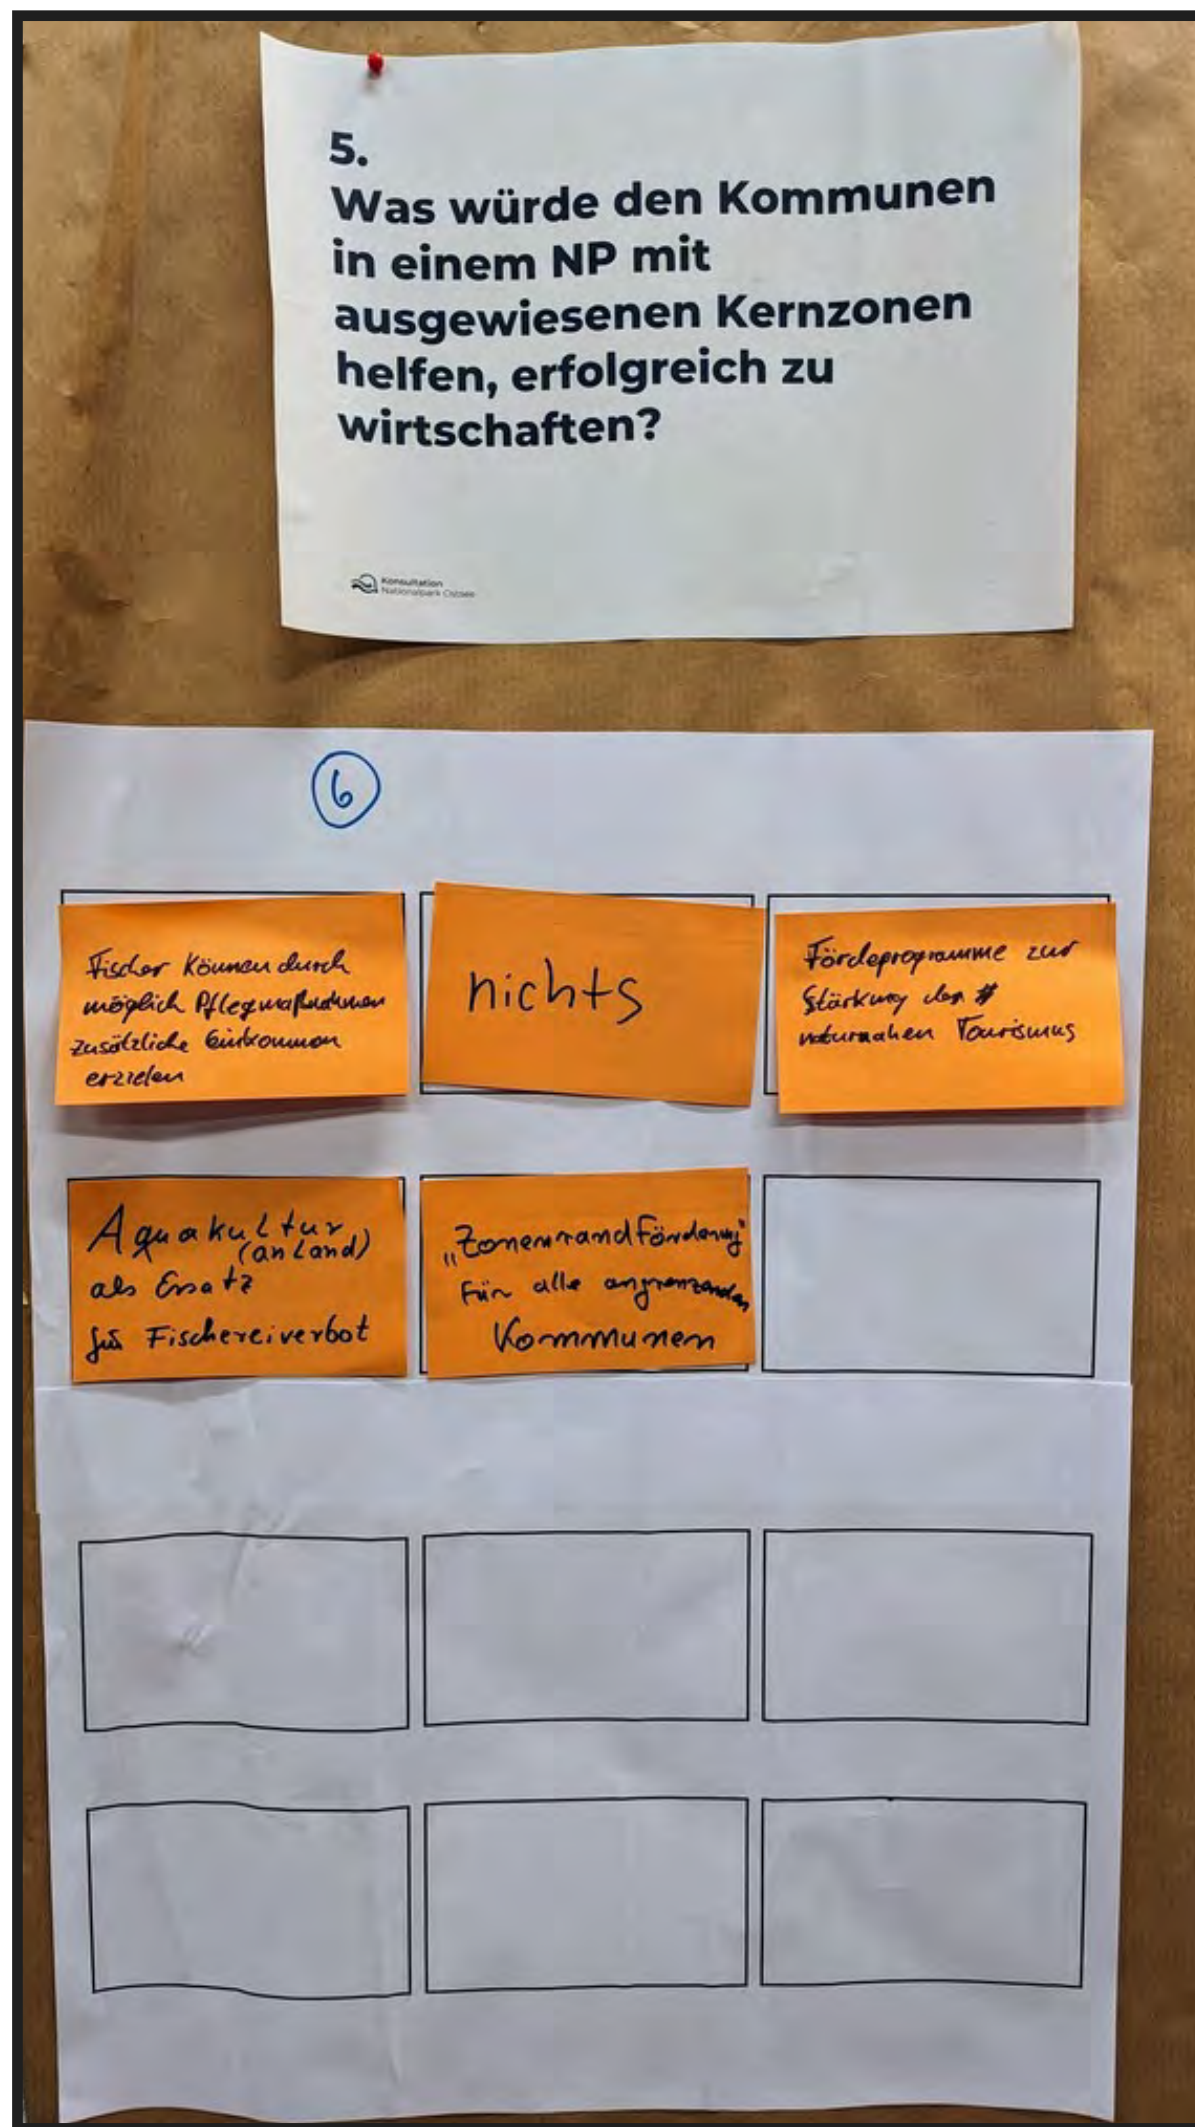 5.
Was würde den Kommunen
in einem NP mit
ausgewiesenen Kernzonen
helfen, erfolgreich zu
wirtschaften?
Konsultation
Nationalpark Ostsee
6
Fischer können durch
möglich Pflegmaßnahmen
zusätzliche Einkommen
erzielen
nichts
Fördeprogramme zur
Stärkung des #
naturnahen Tourismus
Aquakultur
(an Land)
als Ersatz
für Fischereiverbot
„Zonenrandförderung"
für alle angrenzenden
Kommunen